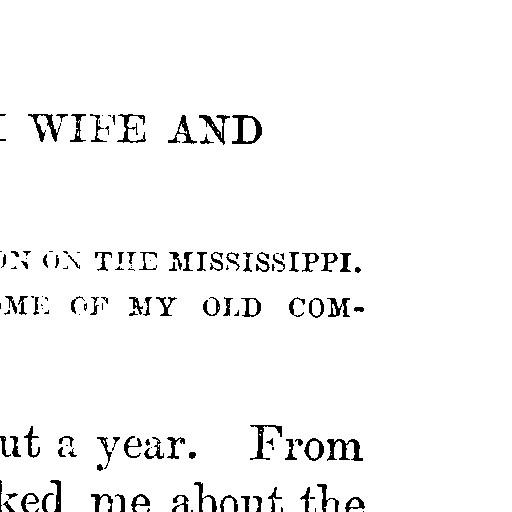 WIFE AND
ON ON THE MISSISSIPPI.
OME OF MY OLD COM-
ut a year. From
ked me about the